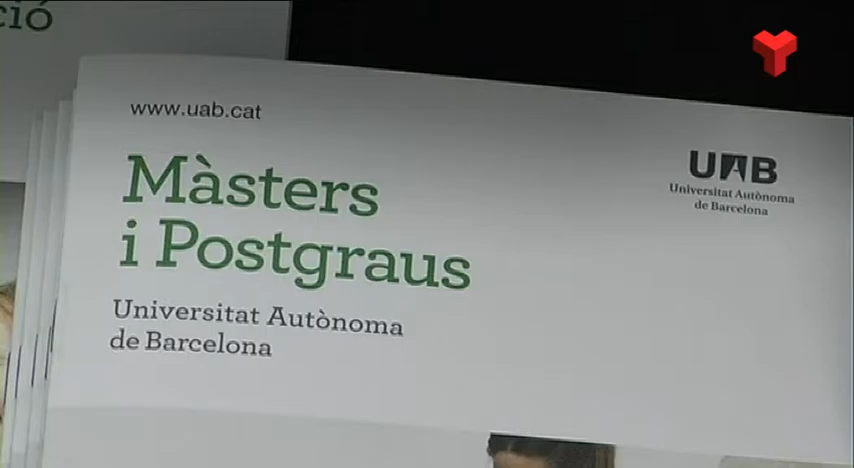 ció
www.uab.cat
Màsters
i Postgraus
Universitat Autònoma
de Barcelona
UAB
Universitat Autònoma
de Barcelona